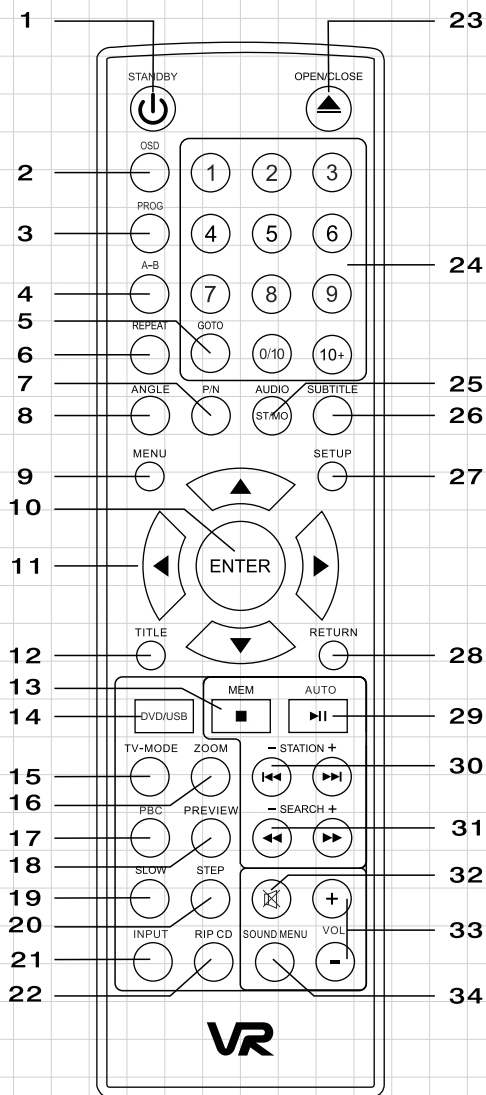 1 23
STANDBY OPEN/CLOSE
OSD
2 1 2 3
PROG
3 4 5 6
A–B
4 7 8 9 24
5 REPEAT GOTO
6 0/10 10+
7 ANGLE P/N AUDIO SUBTITLE 25
8 ST/MO 26
MENU SETUP
9 27
10
11 ENTER
TITLE RETURN
12 28
13 MEM AUTO
14 DVD/USB 29
TV-MODE ZOOM – STATION +
15 30
16
PBC PREVIEW – SEARCH +
17 31
18
SLOW STEP 32
19 +
20 VOL 33
INPUT RIP CD SOUND MENU
21 -
22 34
VR